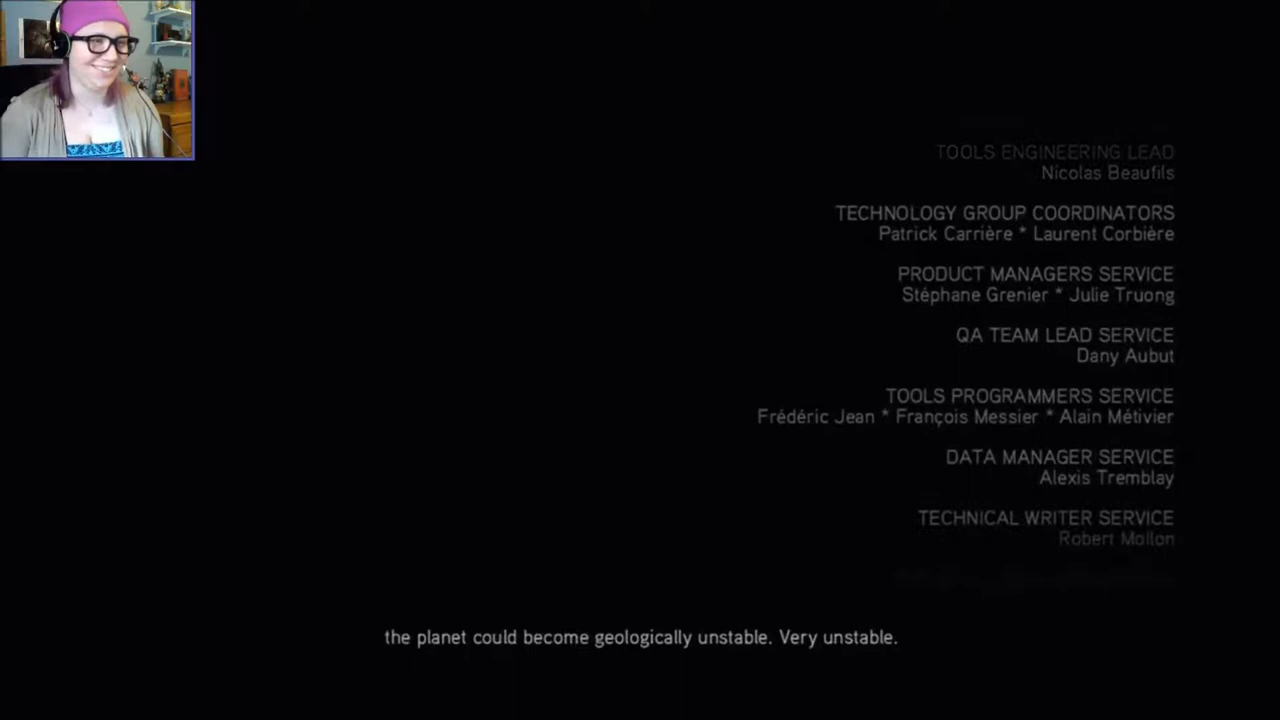 TOOLS ENGINEERING LEAD
Nicolas Beaufils
TECHNOLOGY GROUP COORDINATORS
Patrick Carrière * Laurent Corbière
PRODUCT MANAGERS SERVICE
Stéphane Grenier * Julie Truong
QA TEAM LEAD SERVICE
Dany Aubut
TOOLS PROGRAMMERS SERVICE
Frédéric Jean * François Messier * Alain Métivier
DATA MANAGER SERVICE
Alexis Tremblay
TECHNICAL WRITER SERVICE
Robert Mollon
the planet could become geologically unstable. Very unstable.